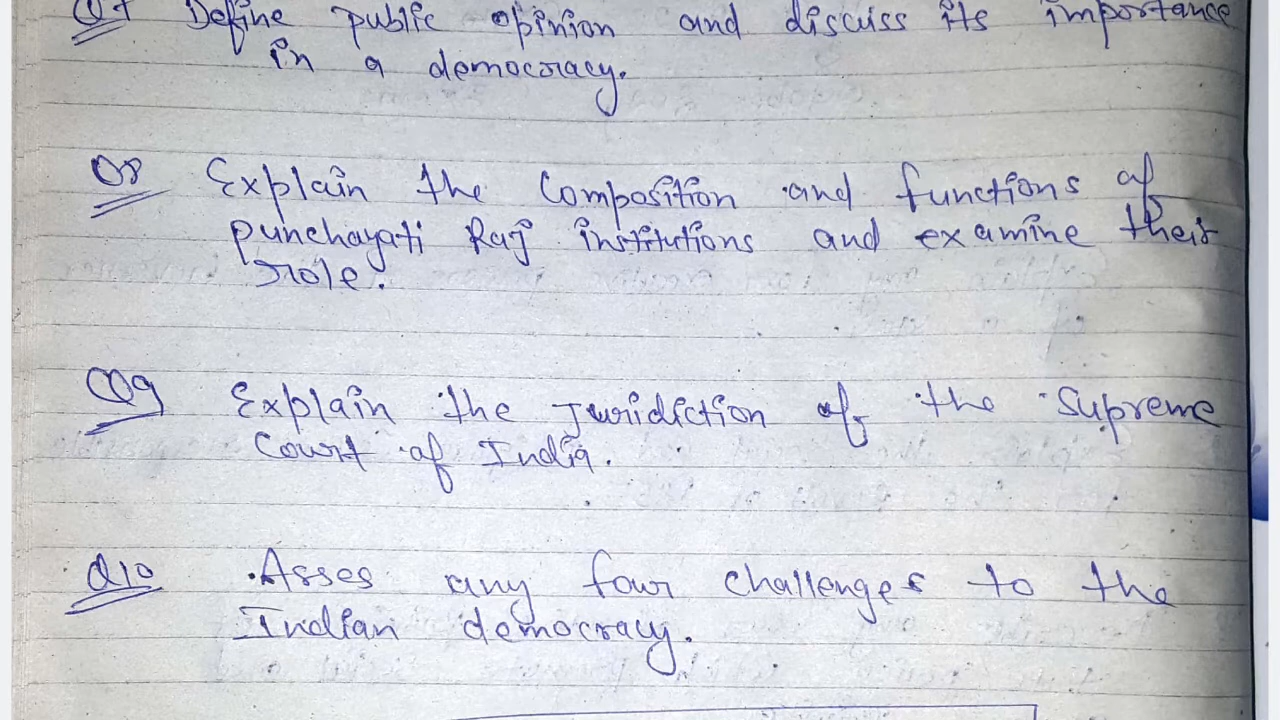 Q7 Define public opinion and discuss its importance
in a democracy.
Q8 Explain the Composition and functions of
punchayati Raj institutions and examine their
role.
Q9 Explain the Juridiction of the Supreme
Court of India.
Q10 Asses any four challenges to the
Indian democracy.